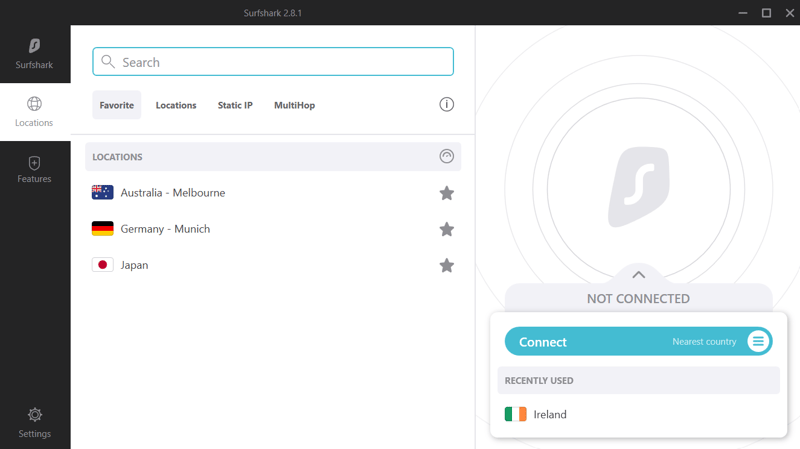 Surfshark 2.8.1
Surfshark
Locations
Features
Settings
Search
Favorite Locations Static IP MultiHop
LOCATIONS
Australia - Melbourne
Germany - Munich
Japan
NOT CONNECTED
Connect Nearest country
RECENTLY USED
Ireland